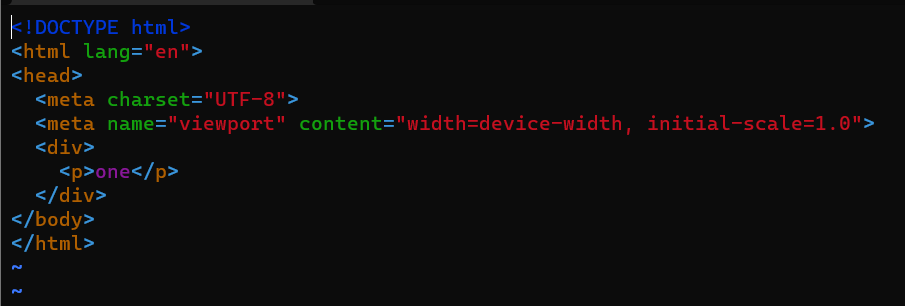 <!DOCTYPE html>
<html lang="en">
<head>
  <meta charset="UTF-8">
  <meta name="viewport" content="width=device-width, initial-scale=1.0">
  <div>
    <p>one</p>
  </div>
</body>
</html>
~
~